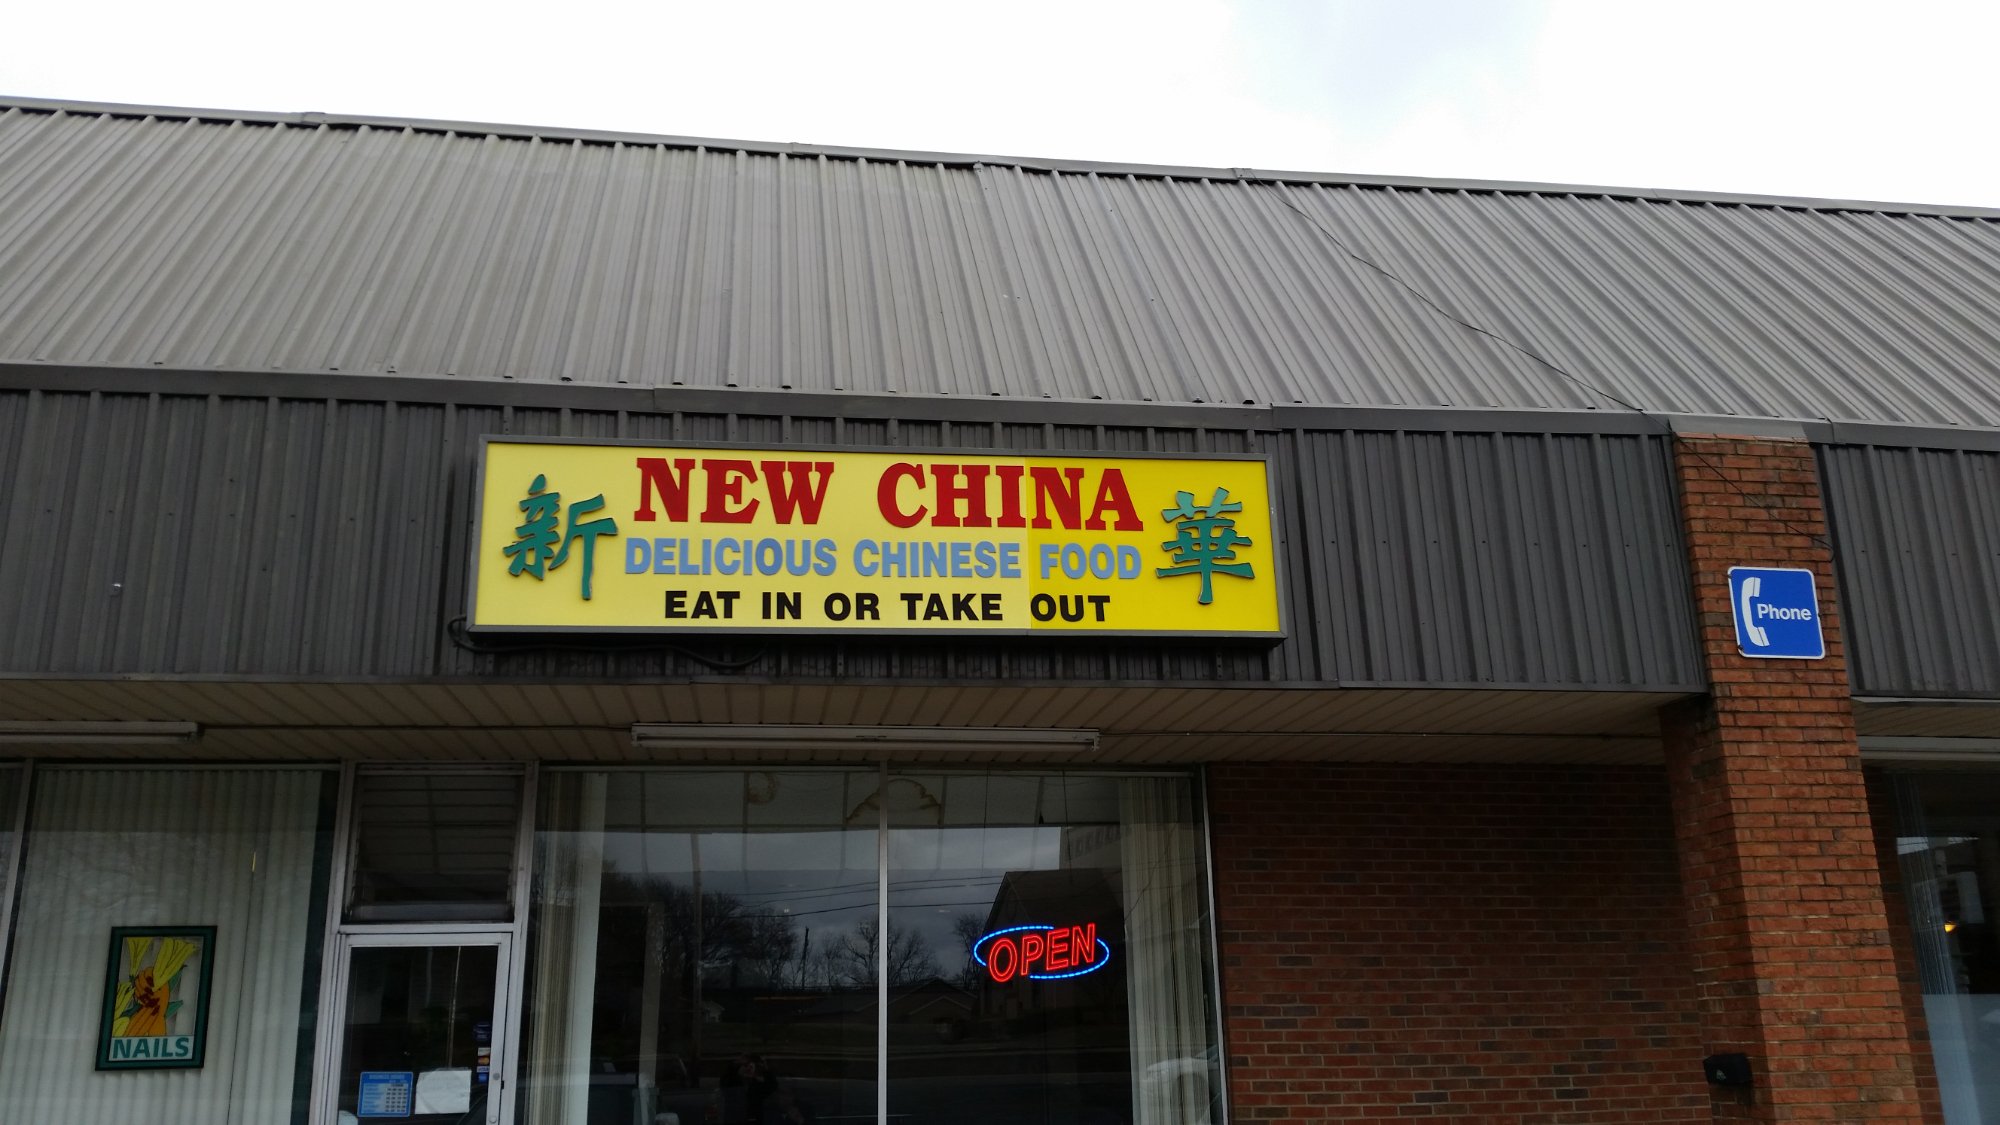 新 NEW CHINA 華
DELICIOUS CHINESE FOOD
EAT IN OR TAKE OUT
Phone
OPEN
NAILS